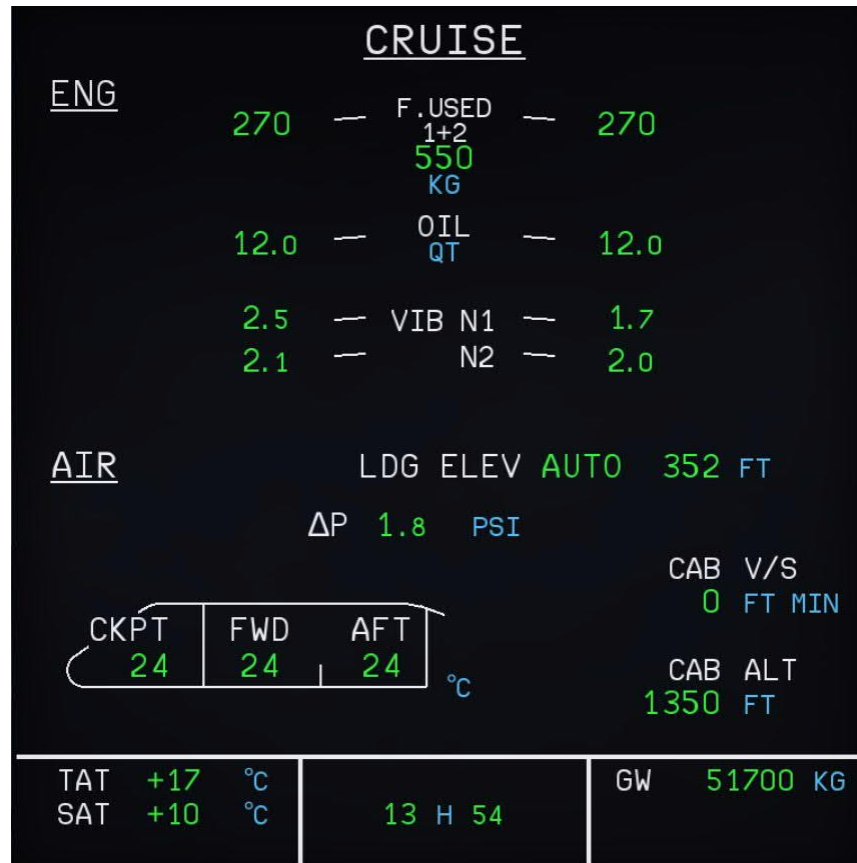 CRUISE
ENG
F.USED
270 — 1+2 — 270
550
KG
OIL
12.0 — QT — 12.0
2.5 — VIB N1 — 1.7
2.1 — N2 — 2.0
AIR
LDG ELEV AUTO 352 FT
ΔP 1.8 PSI
CAB V/S
0 FT MIN
CKPT FWD AFT
24 24 24 °C
CAB ALT
1350 FT
TAT +17 °C
SAT +10 °C
13 H 54
GW 51700 KG